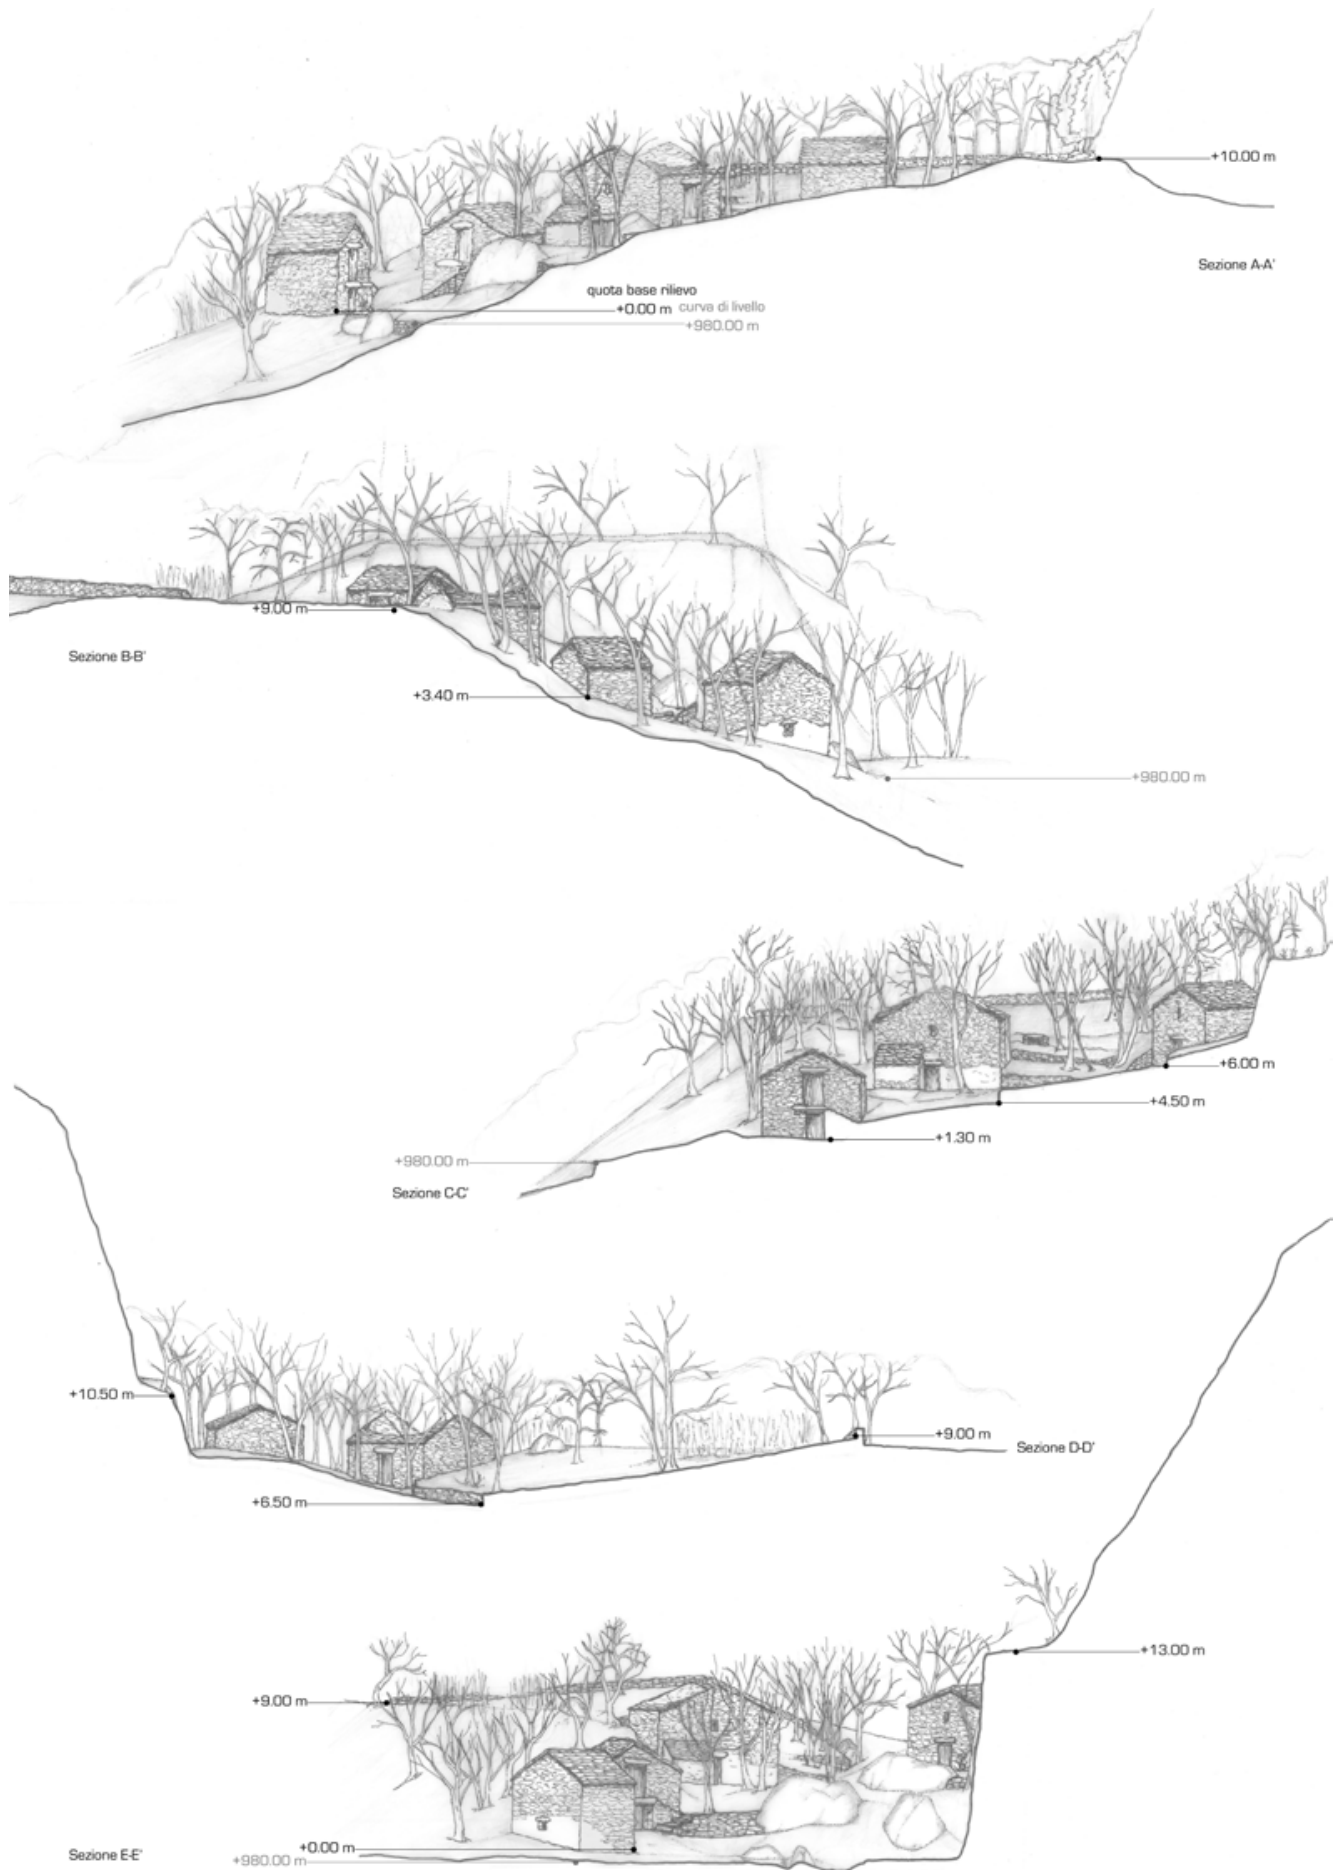 +10.00 m
Sezione A-A'
quota base rilievo
+0.00 m curva di livello
+980.00 m
+9.00 m
Sezione B-B'
+3.40 m
+980.00 m
+6.00 m
+4.50 m
+1.30 m
+980.00 m
Sezione C-C'
+10.50 m
+9.00 m
Sezione D-D'
+6.50 m
+13.00 m
+9.00 m
+0.00 m
Sezione E-E'
+980.00 m